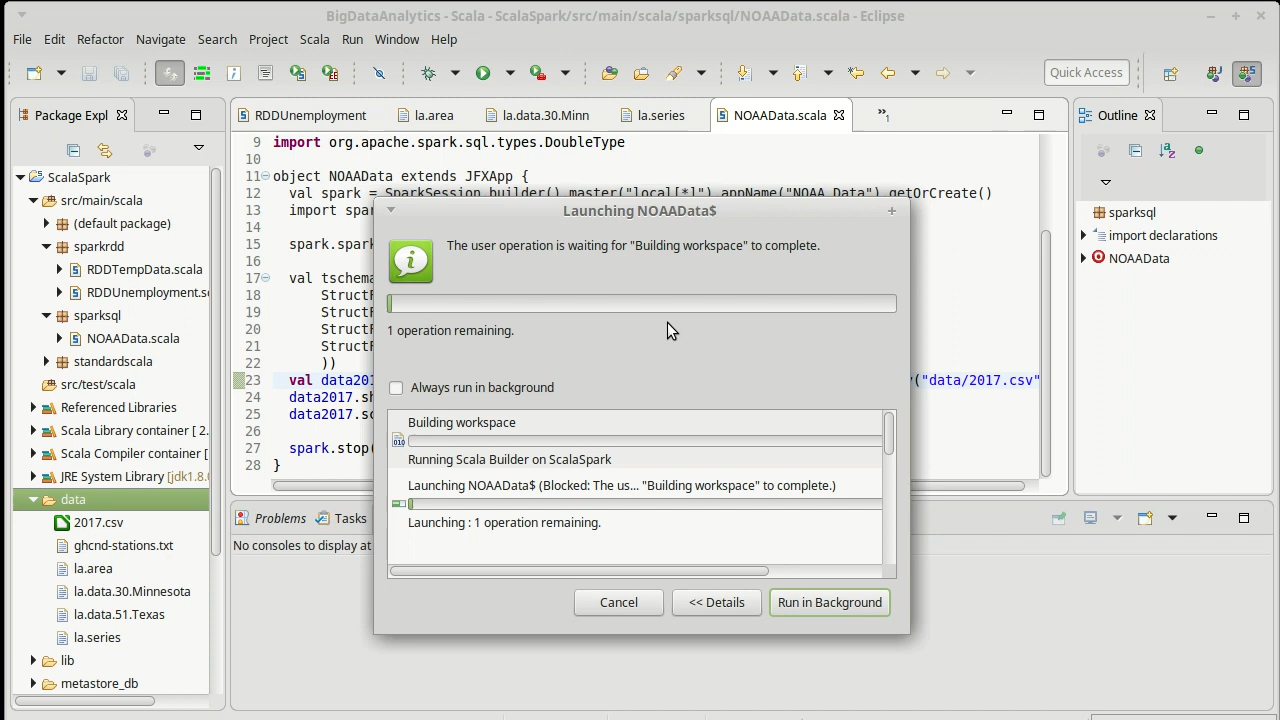 BigDataAnalytics - Scala - ScalaSpark/src/main/scala/sparksql/NOAAData.scala - Eclipse
File Edit Refactor Navigate Search Project Scala Run Window Help
Quick Access
Package Expl
RDDUnemployment
la.area
la.data.30.Minn
la.series
NOAAData.scala
»1
Outline
ScalaSpark
src/main/scala
(default package)
sparkrdd
RDDTempData.scala
RDDUnemployment.sc
sparksql
NOAAData.scala
standardscala
src/test/scala
Referenced Libraries
Scala Library container [ 2.
Scala Compiler container [
JRE System Library [jdk1.8.0
data
2017.csv
ghcnd-stations.txt
la.area
la.data.30.Minnesota
la.data.51.Texas
la.series
lib
metastore_db
9 import org.apache.spark.sql.types.DoubleType
10
11 object NOAAData extends JFXApp {
12 val spark = SparkSession.builder().master("local[*]").appName("NOAA Data").getOrCreate()
13 import spar
14
15 spark.spark
16
17 val tschema
18 StructF
19 StructF
20 StructF
21 StructF
22 ))
23 val data201 ("data/2017.csv"
24 data2017.sh
25 data2017.sc
26
27 spark.stop(
28 }
Launching NOAAData$
The user operation is waiting for "Building workspace" to complete.
1 operation remaining.
Always run in background
Building workspace
010
Running Scala Builder on ScalaSpark
Launching NOAAData$ (Blocked: The us... "Building workspace" to complete.)
Launching : 1 operation remaining.
Cancel
<< Details
Run in Background
sparksql
import declarations
NOAAData
Problems
Tasks
No consoles to display at